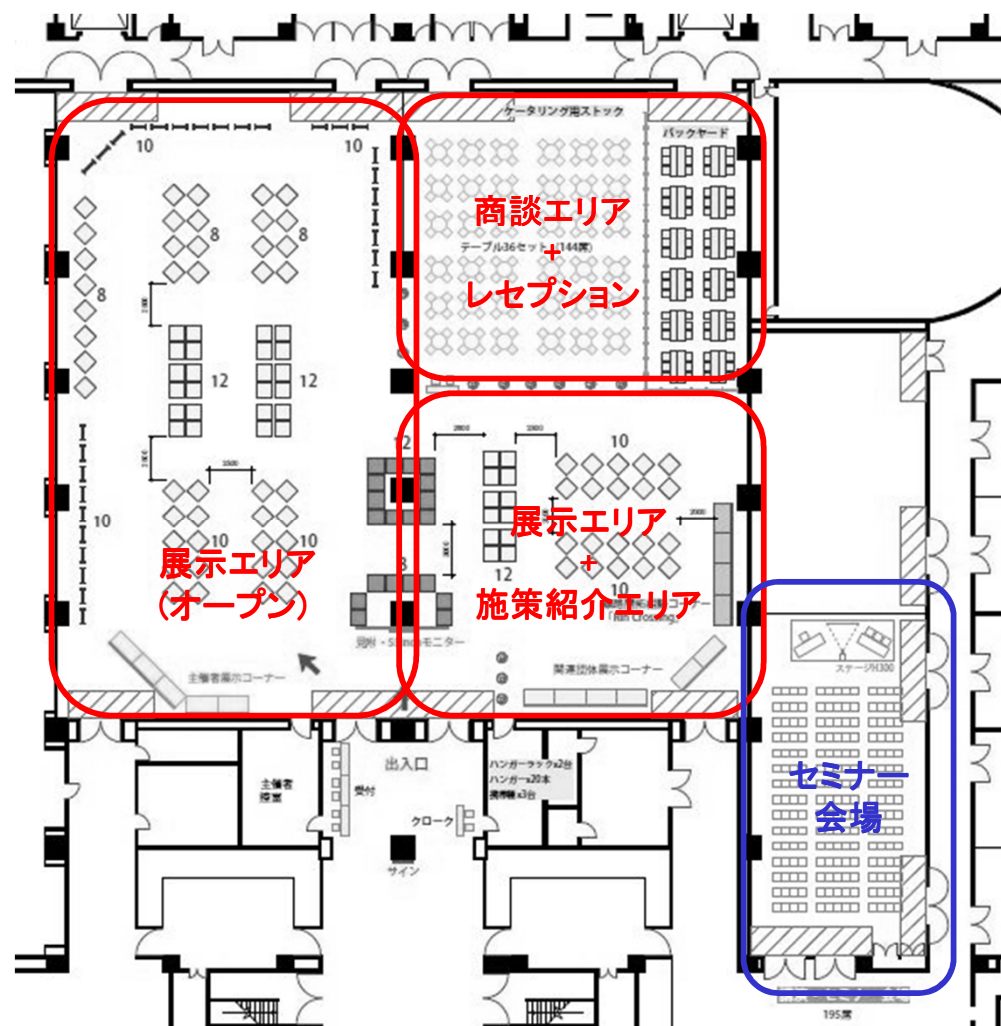 ケータリング用ストック
バックヤード
10
10
商談エリア
8
8
テーブル36セット (144席)
+
レセプション
8
12
12
12
10
2500
10
展示エリア
+
施策紹介エリア
10
10
10
展示エリア
(オープン)
8
12
10
主催者展示コーナー
関連団体展示コーナー
ステージH300
出入口
ハンガーラックx2台
ハンガーx20本
主催者
控室
受付
クローク
サイン
セミナー
会場
195席